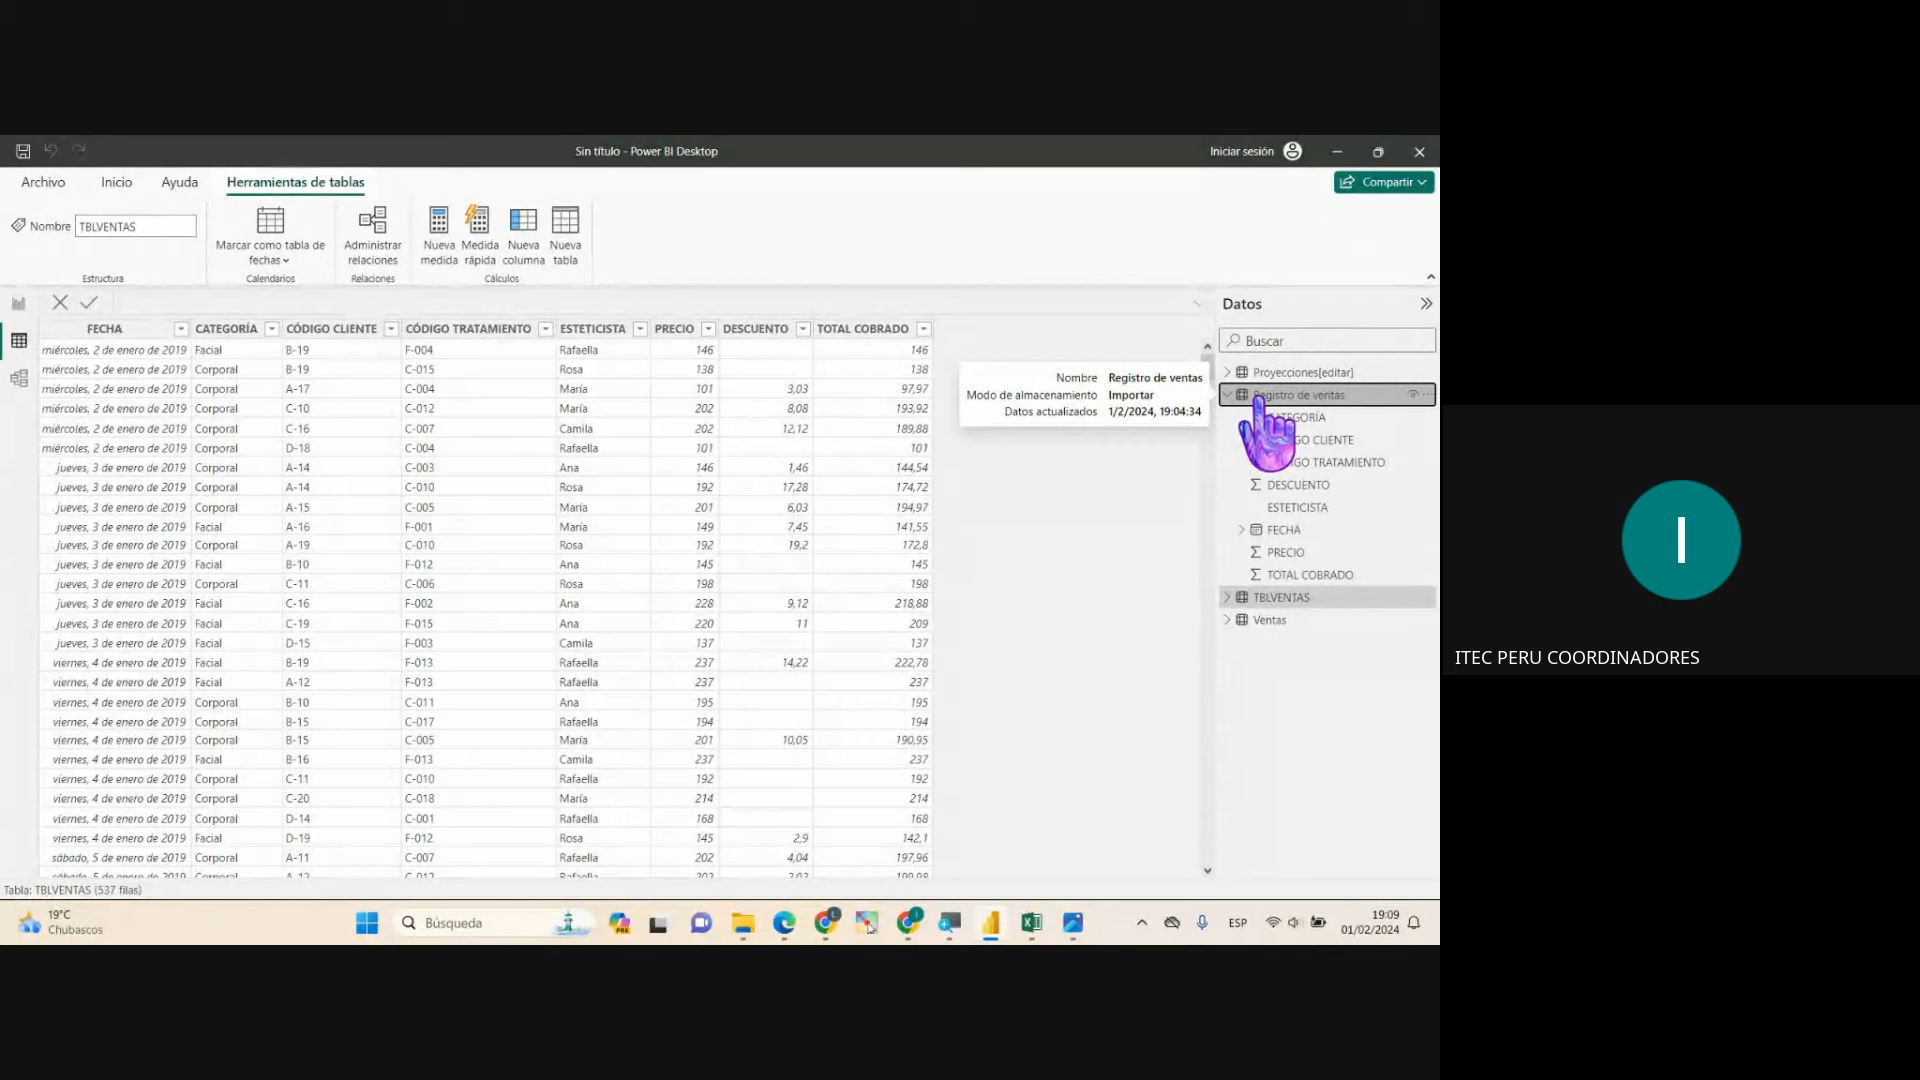 Sin título - Power BI Desktop
Iniciar sesión
Archivo Inicio Ayuda Herramientas de tablas
Compartir
Nombre TBLVENTAS
Marcar como tabla de fechas
Administrar relaciones
Nueva medida
Medida rápida
Nueva columna
Nueva tabla
Estructura Calendarios Relaciones Cálculos
FECHA CATEGORÍA CÓDIGO CLIENTE CÓDIGO TRATAMIENTO ESTETICISTA PRECIO DESCUENTO TOTAL COBRADO
miércoles, 2 de enero de 2019 Facial B-19 F-004 Rafaella 146 146
miércoles, 2 de enero de 2019 Corporal B-19 C-015 Rosa 138 138
miércoles, 2 de enero de 2019 Corporal A-17 C-004 María 101 3,03 97,97
miércoles, 2 de enero de 2019 Corporal C-10 C-012 María 202 8,08 193,92
miércoles, 2 de enero de 2019 Corporal C-16 C-007 Camila 202 12,12 189,88
miércoles, 2 de enero de 2019 Corporal D-18 C-004 Rafaella 101 101
jueves, 3 de enero de 2019 Corporal A-14 C-003 Ana 146 1,46 144,54
jueves, 3 de enero de 2019 Corporal A-14 C-010 Rosa 192 17,28 174,72
jueves, 3 de enero de 2019 Corporal A-15 C-005 María 201 6,03 194,97
jueves, 3 de enero de 2019 Facial A-16 F-001 María 149 7,45 141,55
jueves, 3 de enero de 2019 Corporal A-19 C-010 Rosa 192 19,2 172,8
jueves, 3 de enero de 2019 Facial B-10 F-012 Ana 145 145
jueves, 3 de enero de 2019 Corporal C-11 C-006 Rosa 198 198
jueves, 3 de enero de 2019 Facial C-16 F-002 Ana 228 9,12 218,88
jueves, 3 de enero de 2019 Facial C-19 F-015 Ana 220 11 209
jueves, 3 de enero de 2019 Facial D-15 F-003 Camila 137 137
viernes, 4 de enero de 2019 Facial B-19 F-013 Rafaella 237 14,22 222,78
viernes, 4 de enero de 2019 Facial A-12 F-013 Rafaella 237 237
viernes, 4 de enero de 2019 Corporal B-10 C-011 Ana 195 195
viernes, 4 de enero de 2019 Corporal B-15 C-017 Rafaella 194 194
viernes, 4 de enero de 2019 Corporal B-15 C-005 María 201 10,05 190,95
viernes, 4 de enero de 2019 Facial B-16 F-013 Camila 237 237
viernes, 4 de enero de 2019 Corporal C-11 C-010 Rafaella 192 192
viernes, 4 de enero de 2019 Corporal C-20 C-018 María 214 214
viernes, 4 de enero de 2019 Corporal D-14 C-001 Rafaella 168 168
viernes, 4 de enero de 2019 Facial D-19 F-012 Rosa 145 2,9 142,1
sábado, 5 de enero de 2019 Corporal A-11 C-007 Rafaella 202 4,04 197,96
Tabla: TBLVENTAS (537 filas)
Nombre Registro de ventas
Modo de almacenamiento Importar
Datos actualizados 1/2/2024, 19:04:34
Datos
Buscar
Proyecciones[editar]
Registro de ventas
CLIENTE
TRATAMIENTO
DESCUENTO
ESTETICISTA
FECHA
PRECIO
TOTAL COBRADO
TBLVENTAS
Ventas
ITEC PERU COORDINADORES
I
19°C
Chubascos
Búsqueda
PRE
ESP
19:09
01/02/2024